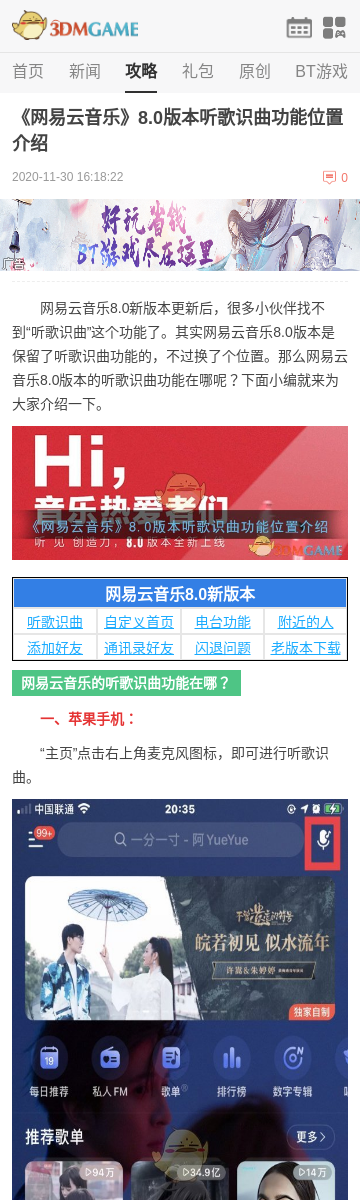 3DMGAME
首页 新闻 攻略 礼包 原创 BT游戏
《网易云音乐》8.0版本听歌识曲功能位置
介绍
2020-11-30 16:18:22 0
好玩省钱
BT游戏尽在这里
广告
网易云音乐8.0新版本更新后，很多小伙伴找不
到“听歌识曲”这个功能了。其实网易云音乐8.0版本是
保留了听歌识曲功能的，不过换了个位置。那么网易云
音乐8.0版本的听歌识曲功能在哪呢？下面小编就来为
大家介绍一下。
Hi,
音乐热爱者们
《网易云音乐》8.0版本听歌识曲功能位置介绍
听见创造力，8.0版本全新上线
3DMGAME
网易云音乐8.0新版本
听歌识曲 自定义首页 电台功能 附近的人
添加好友 通讯录好友 闪退问题 老版本下载
网易云音乐的听歌识曲功能在哪？
一、苹果手机：
“主页”点击右上角麦克风图标，即可进行听歌识
曲。
中国联通 20:35
99+ 一分一寸 - 阿YueYue
皖若初见 似水流年
许嵩&朱婷婷
独家自制
19
每日推荐 私人FM 歌单 排行榜 数字专辑
推荐歌单 更多
94万 34.9亿 14万